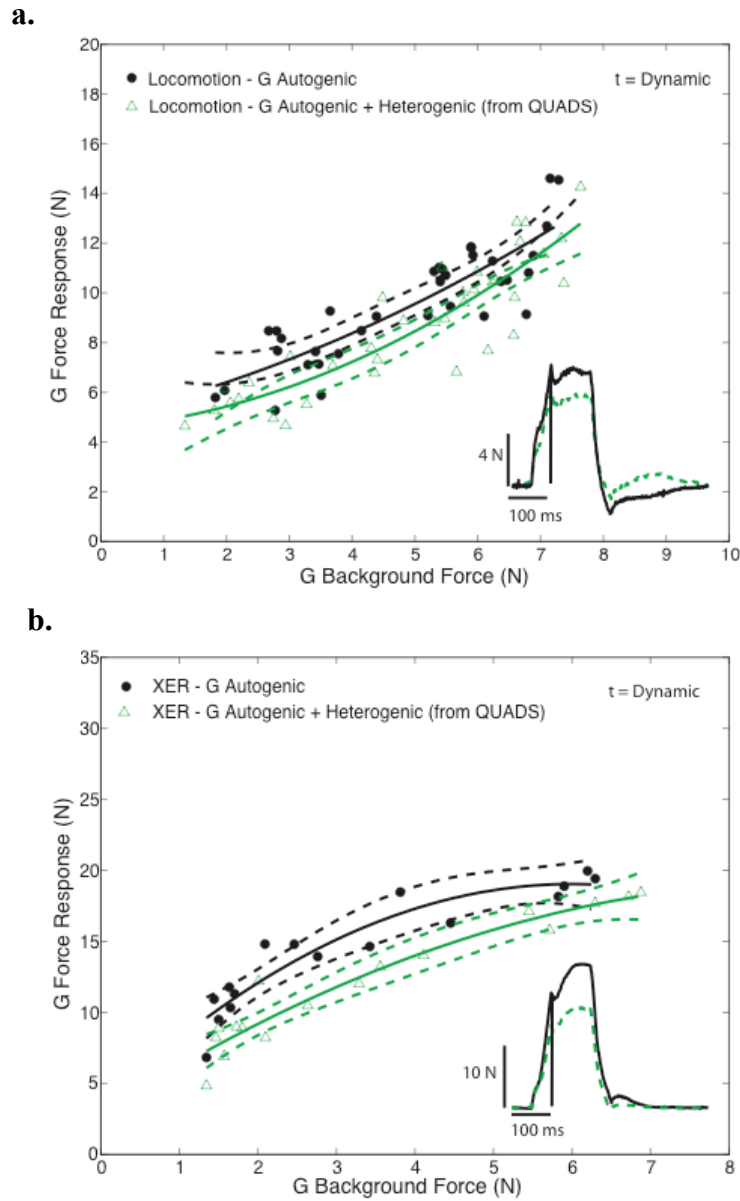 a.
20
18
16
14
12
10
8
6
4
2
0
G Force Response (N)
Locomotion - G Autogenic
Locomotion - G Autogenic + Heterogenic (from QUADS)
t = Dynamic
4 N
100 ms
0 1 2 3 4 5 6 7 8 9 10
G Background Force (N)
b.
35
30
25
20
15
10
5
0
G Force Response (N)
XER - G Autogenic
XER - G Autogenic + Heterogenic (from QUADS)
t = Dynamic
10 N
100 ms
0 1 2 3 4 5 6 7 8
G Background Force (N)